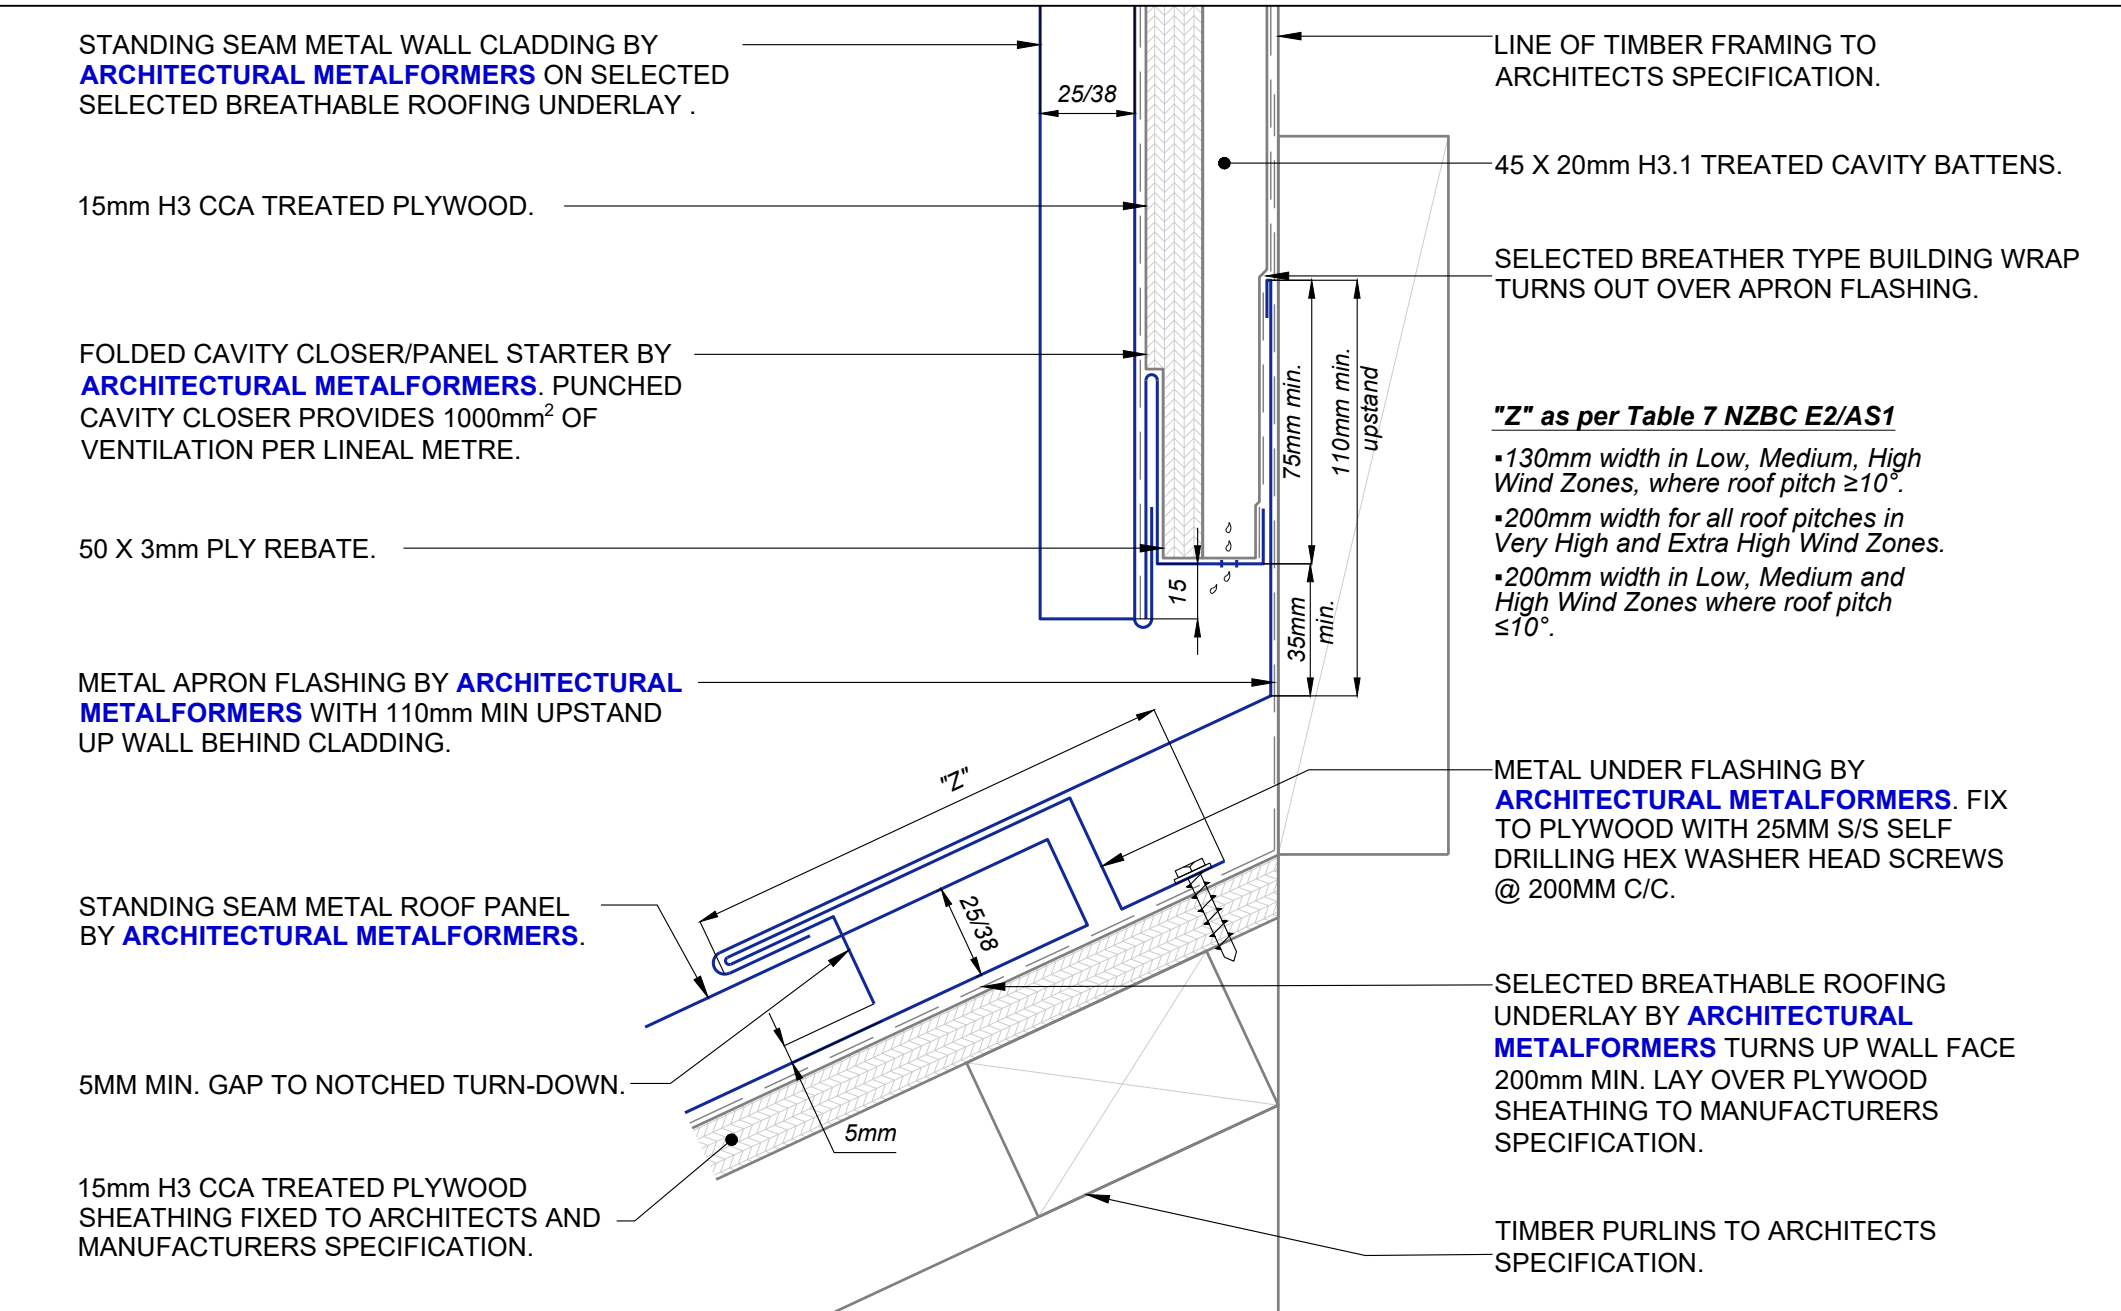 STANDING SEAM METAL WALL CLADDING BY
ARCHITECTURAL METALFORMERS ON SELECTED
SELECTED BREATHABLE ROOFING UNDERLAY .
15mm H3 CCA TREATED PLYWOOD.
FOLDED CAVITY CLOSER/PANEL STARTER BY
ARCHITECTURAL METALFORMERS. PUNCHED
CAVITY CLOSER PROVIDES 1000mm² OF
VENTILATION PER LINEAL METRE.
50 X 3mm PLY REBATE.
METAL APRON FLASHING BY ARCHITECTURAL
METALFORMERS WITH 110mm MIN UPSTAND
UP WALL BEHIND CLADDING.
STANDING SEAM METAL ROOF PANEL
BY ARCHITECTURAL METALFORMERS.
5MM MIN. GAP TO NOTCHED TURN-DOWN.
15mm H3 CCA TREATED PLYWOOD
SHEATHING FIXED TO ARCHITECTS AND
MANUFACTURERS SPECIFICATION.
25/38
75mm min.
110mm min.
upstand
15
35mm
min.
"Z"
25/38
5mm
LINE OF TIMBER FRAMING TO
ARCHITECTS SPECIFICATION.
45 X 20mm H3.1 TREATED CAVITY BATTENS.
SELECTED BREATHER TYPE BUILDING WRAP
TURNS OUT OVER APRON FLASHING.
"Z" as per Table 7 NZBC E2/AS1
▪130mm width in Low, Medium, High
Wind Zones, where roof pitch ≥10°.
▪200mm width for all roof pitches in
Very High and Extra High Wind Zones.
▪200mm width in Low, Medium and
High Wind Zones where roof pitch
≤10°.
METAL UNDER FLASHING BY
ARCHITECTURAL METALFORMERS. FIX
TO PLYWOOD WITH 25MM S/S SELF
DRILLING HEX WASHER HEAD SCREWS
@ 200MM C/C.
SELECTED BREATHABLE ROOFING
UNDERLAY BY ARCHITECTURAL
METALFORMERS TURNS UP WALL FACE
200mm MIN. LAY OVER PLYWOOD
SHEATHING TO MANUFACTURERS
SPECIFICATION.
TIMBER PURLINS TO ARCHITECTS
SPECIFICATION.